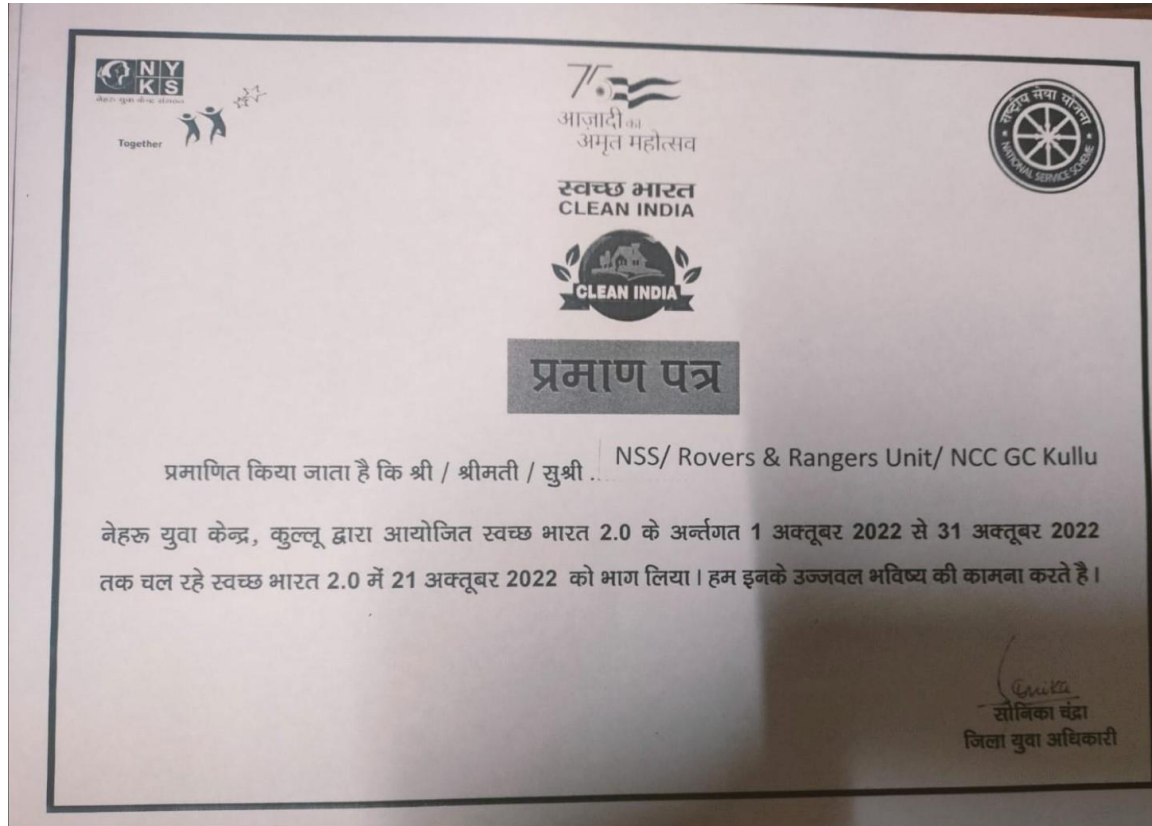 NYKS
नेहरू युवा केन्द्र संगठन
Together
75
आज़ादी का
अमृत महोत्सव
राष्ट्रीय सेवा योजना
NATIONAL SERVICE SCHEME
स्वच्छ भारत
CLEAN INDIA
CLEAN INDIA
प्रमाण पत्र
प्रमाणित किया जाता है कि श्री / श्रीमती / सुश्री .. NSS/ Rovers & Rangers Unit/ NCC GC Kullu
नेहरू युवा केन्द्र, कुल्लू द्वारा आयोजित स्वच्छ भारत 2.0 के अर्न्तगत 1 अक्तूबर 2022 से 31 अक्तूबर 2022
तक चल रहे स्वच्छ भारत 2.0 में 21 अक्तूबर 2022 को भाग लिया। हम इनके उज्जवल भविष्य की कामना करते है।
सौनिका चंद्रा
जिला युवा अधिकारी